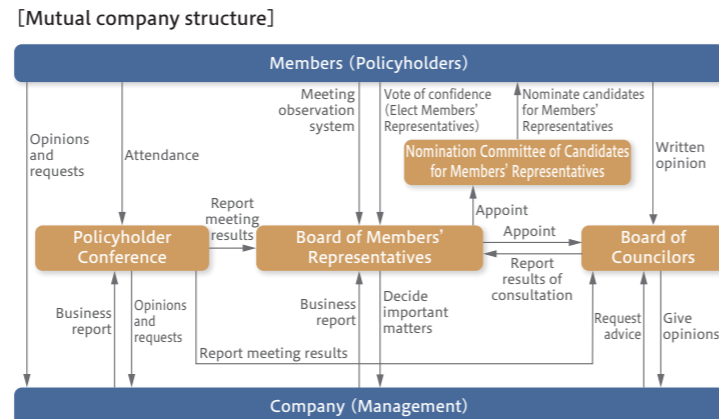 [Mutual company structure]
Members (Policyholders)
Opinions
and
requests
Attendance
Meeting
observation
system
Vote of confidence
(Elect Members'
Representatives)
Nominate candidates
for Members'
Representatives
Written
opinion
Nomination Committee of Candidates
for Members' Representatives
Report
meeting
results
Appoint
Policyholder
Conference
Board of Members'
Representatives
Appoint
Board of
Councilors
Report
results of
consultation
Business
report
Opinions
and
requests
Business
report
Decide
important
matters
Request
advice
Give
opinions
Report meeting results
Company (Management)